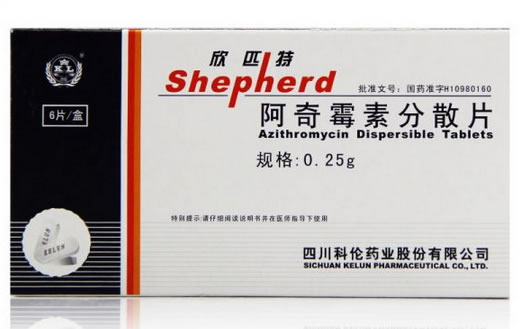 KL
6片/盒
欣匹特
Shepherd
批准文号：国药准字H10980160
阿奇霉素分散片
Azithromycin Dispersible Tablets
规格:0.25g
特别提示:请仔细阅读说明书并在医师指导下使用
KELUN
四川科伦药业股份有限公司
SICHUAN KELUN PHARMACEUTICAL CO., LTD.